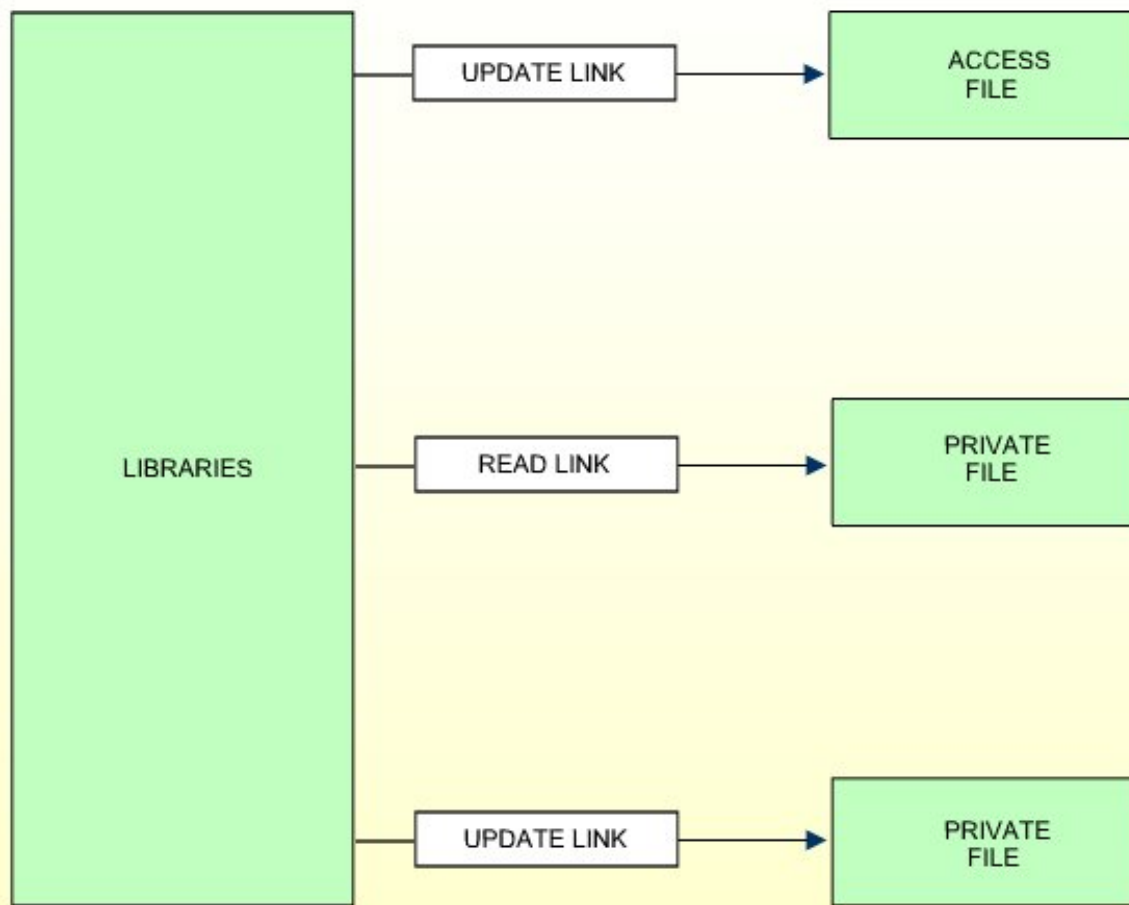 UPDATE LINK
ACCESS
FILE
LIBRARIES
READ LINK
PRIVATE
FILE
UPDATE LINK
PRIVATE
FILE